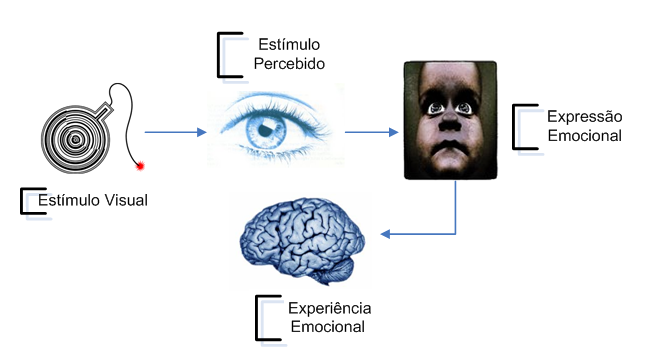 Estímulo
Percebido
Expressão
Emocional
Estímulo Visual
Experiência
Emocional